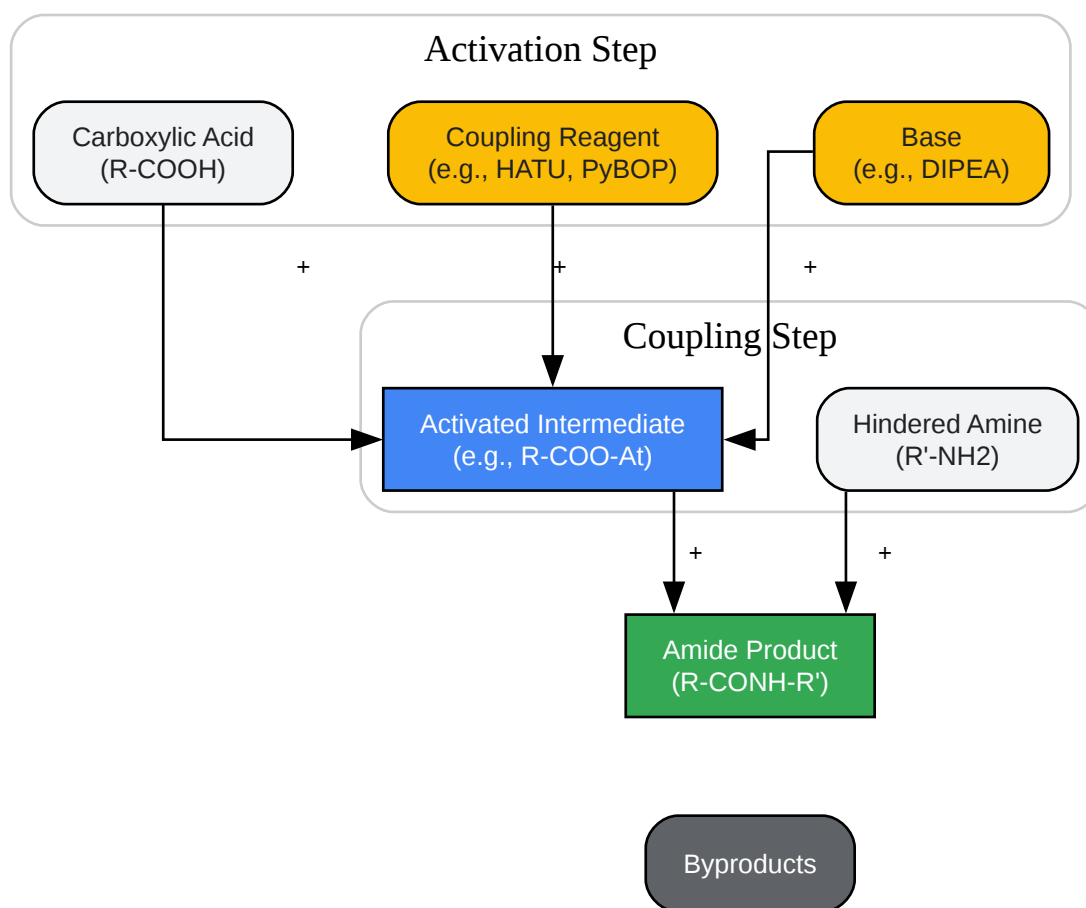 Activation Step
Carboxylic Acid
(R-COOH)
Coupling Reagent
(e.g., HATU, PyBOP)
Base
(e.g., DIPEA)
+
+
+
Coupling Step
Activated Intermediate
(e.g., R-COO-At)
Hindered Amine
(R'-NH2)
+
+
Amide Product
(R-CONH-R')
Byproducts